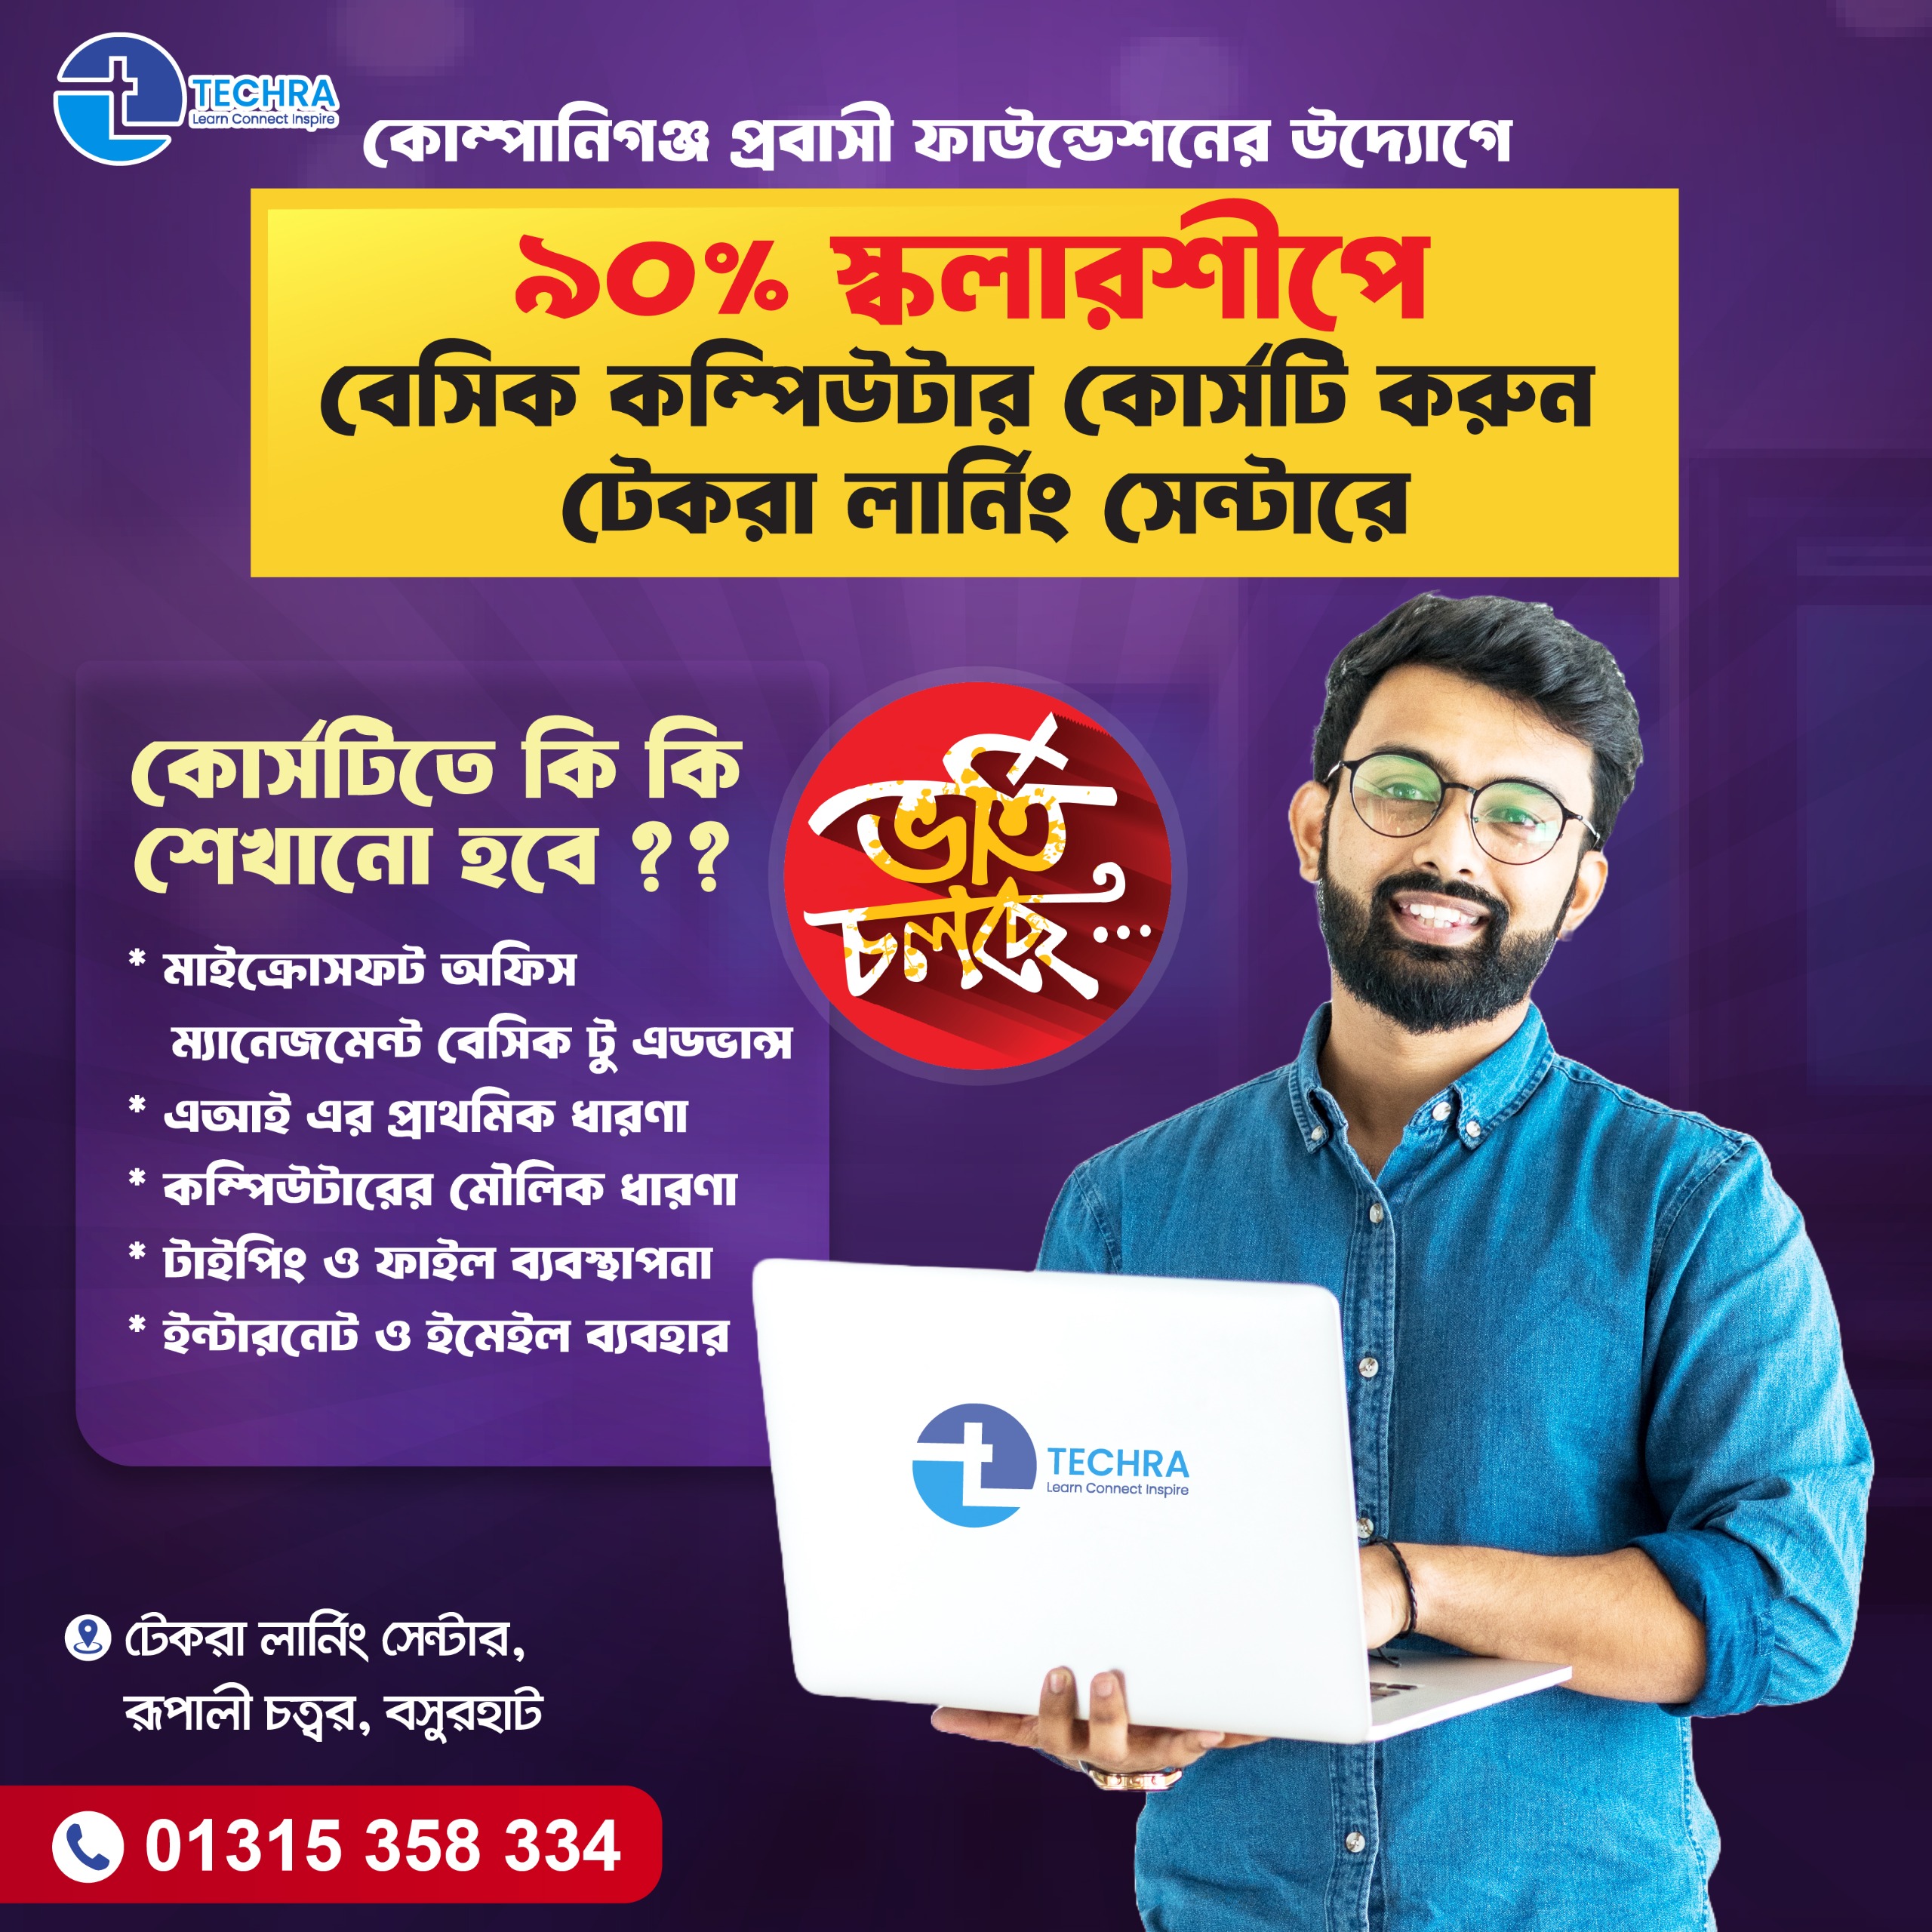 TECHRA
Learn Connect Inspire
কোম্পানিগঞ্জ প্রবাসী ফাউন্ডেশনের উদ্যোগে
৯০% স্কলারশীপে
বেসিক কম্পিউটার কোর্সটি করুন
টেকরা লার্নিং সেন্টারে
কোর্সটিতে কি কি
শেখানো হবে ??
* মাইক্রোসফট অফিস
ম্যানেজমেন্ট বেসিক টু এডভান্স
* এআই এর প্রাথমিক ধারণা
* কম্পিউটারের মৌলিক ধারণা
* টাইপিং ও ফাইল ব্যবস্থাপনা
* ইন্টারনেট ও ইমেইল ব্যবহার
ভর্তি
চলছে...
TECHRA
Learn Connect Inspire
টেকরা লার্নিং সেন্টার,
রূপালী চত্বর, বসুরহাট
01315 358 334